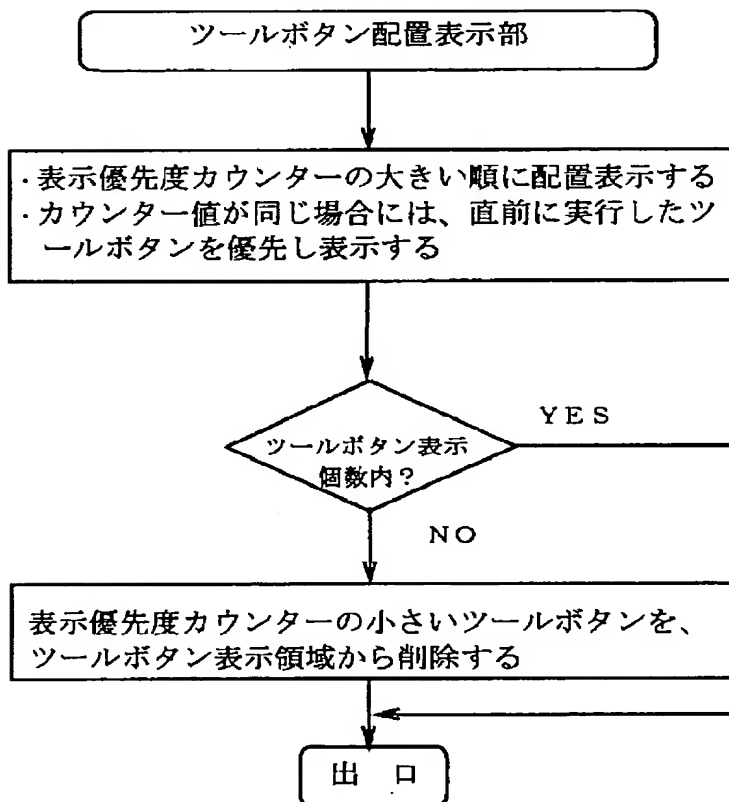 ツールボタン配置表示部
・表示優先度カウンターの大きい順に配置表示する
・カウンター値が同じ場合には、直前に実行したツ
ールボタンを優先し表示する
ツールボタン表示
個数内?
YES
NO
表示優先度カウンターの小さいツールボタンを、
ツールボタン表示領域から削除する
出 口